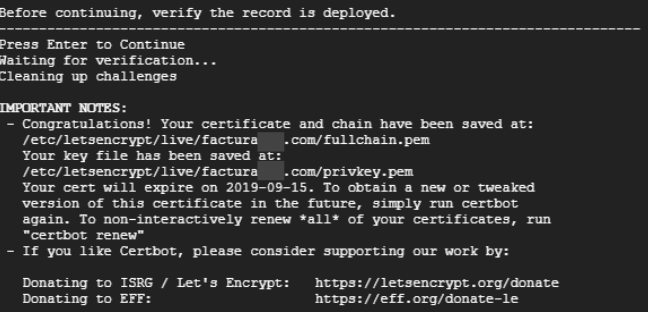 Before continuing, verify the record is deployed.
-------------------------------------------------------------------------------
Press Enter to Continue
Waiting for verification...
Cleaning up challenges
IMPORTANT NOTES:
- Congratulations! Your certificate and chain have been saved at:
/etc/letsencrypt/live/factura .com/fullchain.pem
Your key file has been saved at:
/etc/letsencrypt/live/factura .com/privkey.pem
Your cert will expire on 2019-09-15. To obtain a new or tweaked
version of this certificate in the future, simply run certbot
again. To non-interactively renew *all* of your certificates, run
"certbot renew"
- If you like Certbot, please consider supporting our work by:
Donating to ISRG / Let's Encrypt: https://letsencrypt.org/donate
Donating to EFF: https://eff.org/donate-le